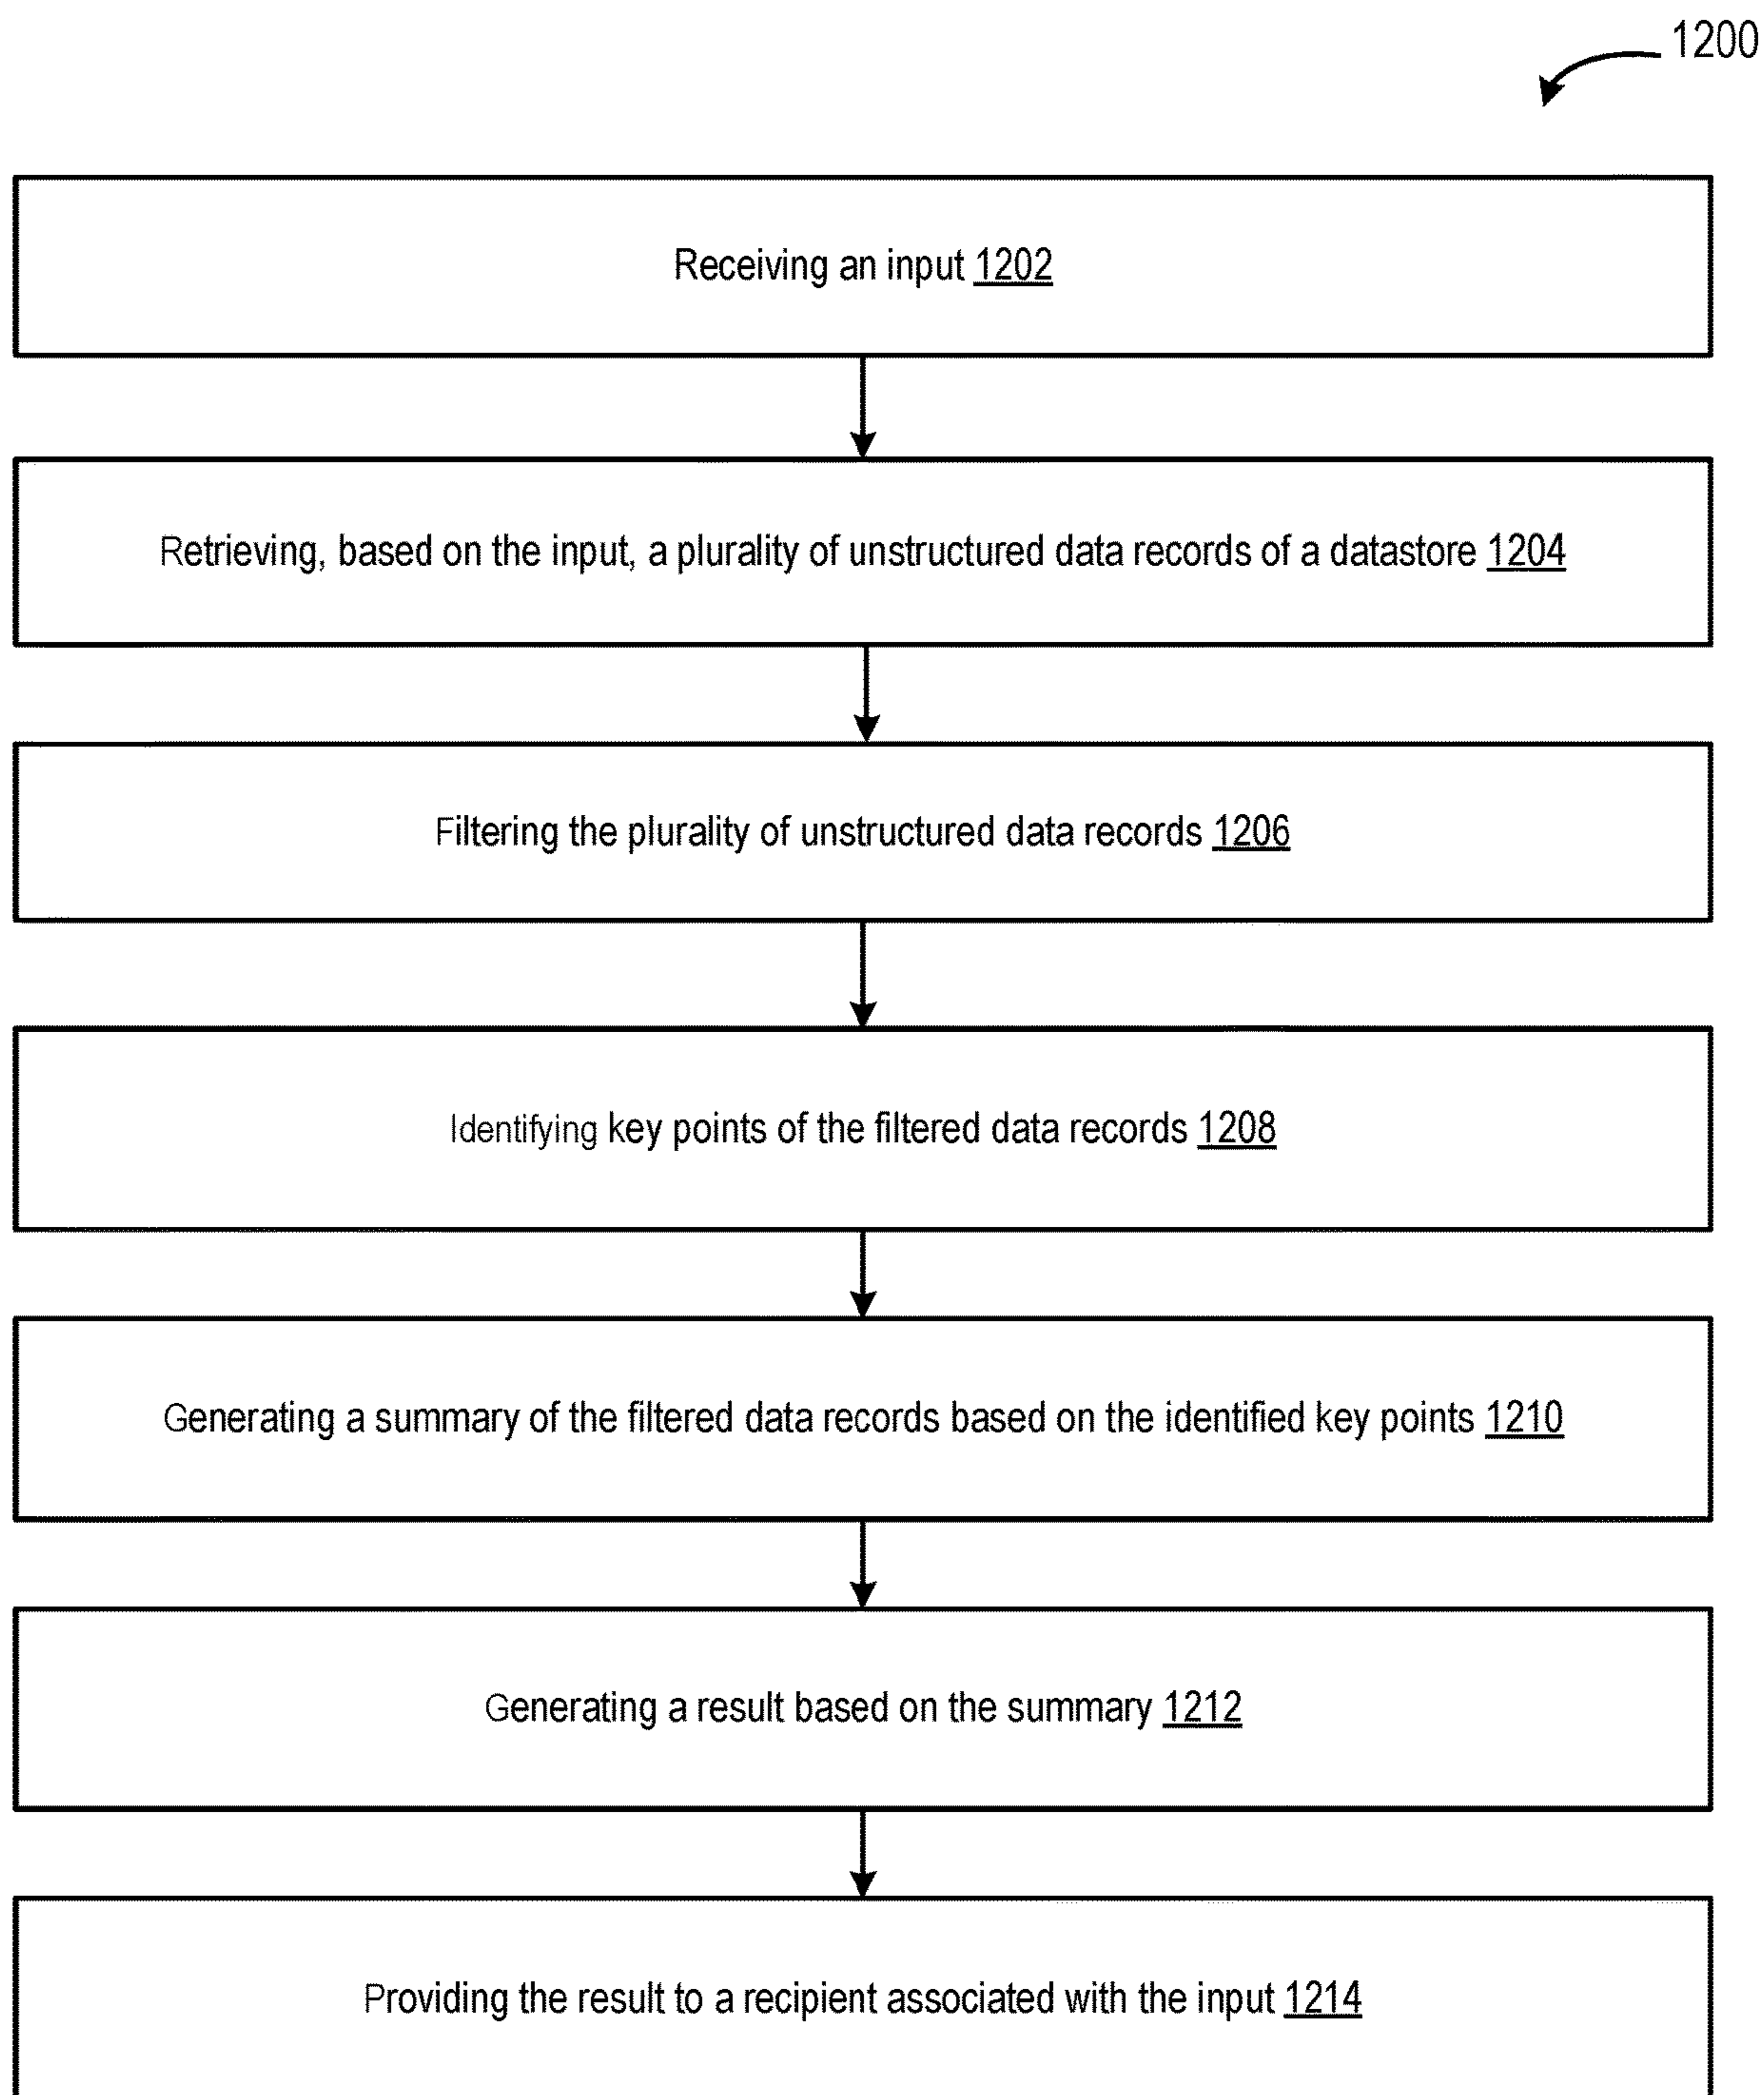 1200
Receiving an input 1202
Retrieving, based on the input, a plurality of unstructured data records of a datastore 1204
Filtering the plurality of unstructured data records 1206
Identifying key points of the filtered data records 1208
Generating a summary of the filtered data records based on the identified key points 1210
Generating a result based on the summary 1212
Providing the result to a recipient associated with the input 1214